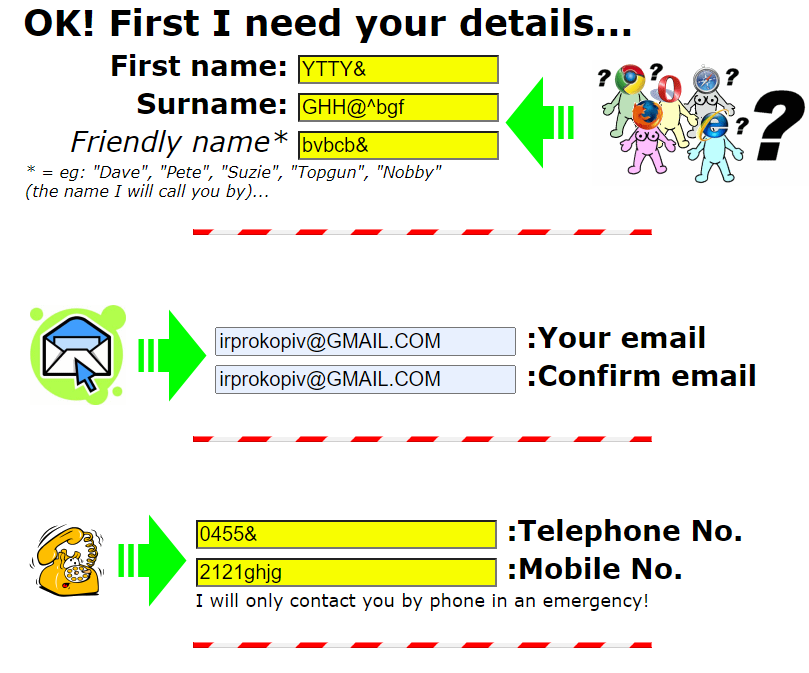 OK! First I need your details...
First name: YTTY&
Surname: GHH@^bgf
Friendly name* bvbcb&
* = eg: "Dave", "Pete", "Suzie", "Topgun", "Nobby"
(the name I will call you by)...
? ? ? ? ?
irprokopiv@GMAIL.COM :Your email
irprokopiv@GMAIL.COM :Confirm email
0455& :Telephone No.
2121ghjg :Mobile No.
I will only contact you by phone in an emergency!